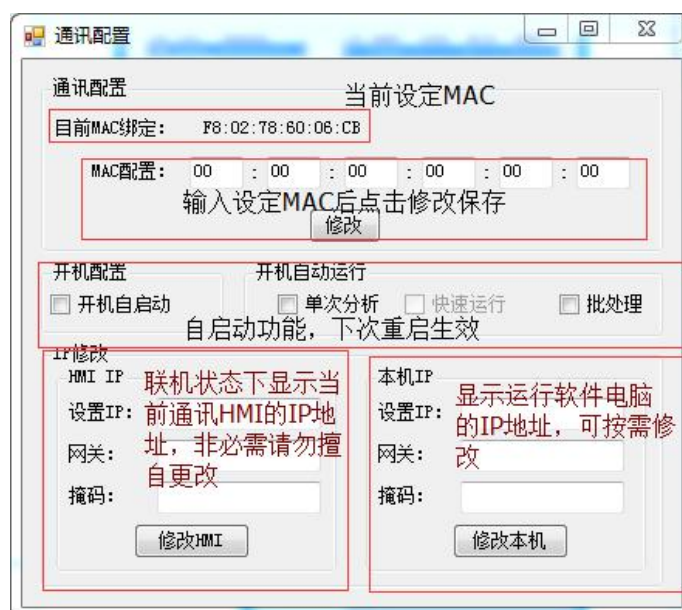 通讯配置
通讯配置
当前设定MAC
目前MAC绑定: F8:02:78:60:06:CB
MAC配置: 00 : 00 : 00 : 00 : 00 : 00
输入设定MAC后点击修改保存
修改
开机配置
开机自动运行
开机自启动
单次分析
快速运行
批处理
自启动功能，下次重启生效
IP修改
HMI IP
联机状态下显示当
前通讯HMI的IP地
址，非必需请勿擅
自更改
设置IP:
网关:
掩码:
修改HMI
本机IP
显示运行软件电脑
的IP地址，可按需修
改
设置IP:
网关:
掩码:
修改本机